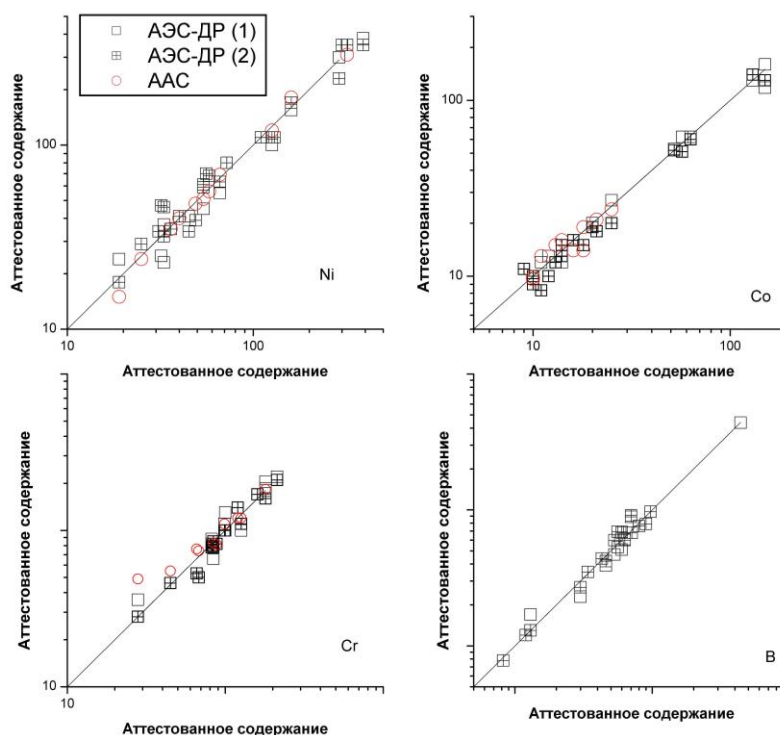 АЭС-ДР (1)
АЭС-ДР (2)
ААС
Аттестованное содержание
100
10
Ni
10
100
Аттестованное содержание
Аттестованное содержание
100
10
Co
10
100
Аттестованное содержание
Аттестованное содержание
10
Cr
10
Аттестованное содержание
Аттестованное содержание
B
Аттестованное содержание